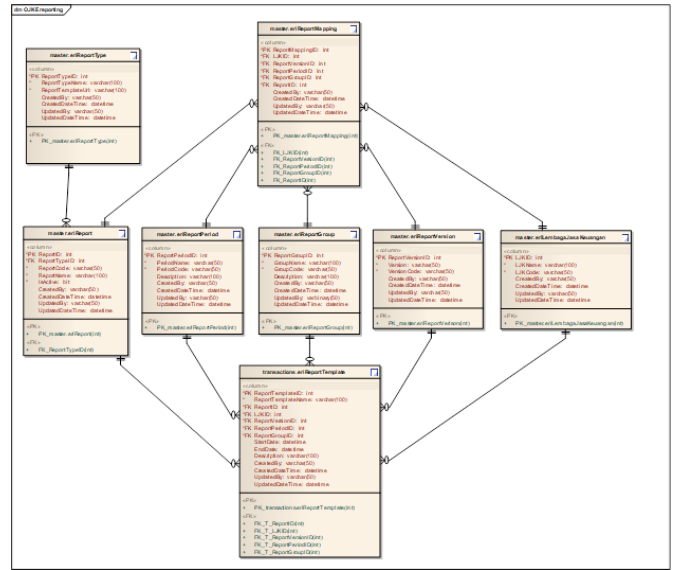 dm OJKEreporting
master.erlReportMapping
«column»
*PK ReportMappingID: int
*FK LJKID: int
*FK ReportVersionID: int
*FK ReportPeriodID: int
*FK ReportGroupID: int
*FK ReportID: int
CreatedBy: varchar(50)
CreatedDateTime: datetime
UpdatedBy: varchar(50)
UpdatedDateTime: datetime
«PK»
+ PK_master.erlReportMapping(int)
«FK»
+ FK_LJKID(int)
+ FK_ReportVersionID(int)
+ FK_ReportPeriodID(int)
+ FK_ReportGroupID(int)
+ FK_ReportID(int)
master.erlReportType
«column»
*PK ReportTypeID: int
* ReportTypeName: varchar(100)
* ReportTemplateUrl: varchar(100)
CreatedBy: varchar(50)
CreatedDateTime: datetime
UpdatedBy: varchar(50)
UpdatedDateTime: datetime
«PK»
+ PK_master.erlReportType(int)
master.erlReport
«column»
*PK ReportID: int
*FK ReportTypeID: int
* ReportCode: varchar(50)
* ReportName: varchar(100)
* IsActive: bit
CreatedBy: varchar(50)
CreatedDateTime: datetime
UpdatedBy: varchar(50)
UpdatedDateTime: datetime
«PK»
+ PK_master.erlReport(int)
«FK»
+ FK_ReportTypeID(int)
master.erlReportPeriod
«column»
*PK ReportPeriodID: int
* PeriodName: varchar(50)
* PeriodCode: varchar(50)
Description: varchar(100)
CreatedBy: varchar(50)
CreatedDateTime: datetime
UpdatedBy: varchar(50)
UpdatedDateTime: datetime
«PK»
+ PK_master.erlReportPeriod(int)
master.erlReportGroup
«column»
*PK ReportGroupID: int
* GroupName: varchar(100)
* GroupCode: varchar(50)
Description: varchar(100)
CreatedBy: varchar(50)
CreatedDateTime: datetime
UpdatedBy: varbinary(50)
UpdatedDateTime: datetime
«PK»
+ PK_master.erlReportGroup(int)
master.erlReportVersion
«column»
*PK ReportVersionID: int
* Version: varchar(50)
* VersionCode: varchar(50)
CreatedBy: varchar(50)
CreatedDateTime: datetime
UpdatedBy: varchar(50)
UpdatedDateTime: datetime
«PK»
+ PK_master.erlReportVersion(int)
master.erlLembagaJasaKeuangan
«column»
*PK LJKID: int
* LJKName: varchar(100)
* LJKCode: varchar(50)
CreatedBy: varchar(50)
CreatedDateTime: datetime
UpdatedBy: varchar(50)
UpdatedDateTime: datetime
«PK»
+ PK_master.erlLembagaJasaKeuangan(int)
transactions.erlReportTemplate
«column»
*PK ReportTemplateID: int
* ReportTemplateName: varchar(100)
*FK ReportID: int
*FK LJKID: int
*FK ReportVersionID: int
*FK ReportPeriodID: int
*FK ReportGroupID: int
StartDate: datetime
EndDate: datetime
Description: varchar(100)
CreatedBy: varchar(50)
CreatedDateTime: datetime
UpdatedBy: varchar(50)
UpdatedDateTime: datetime
«PK»
+ PK_transactions.erlReportTemplate(int)
«FK»
+ FK_T_ReportID(int)
+ FK_T_LJKID(int)
+ FK_T_ReportVersionID(int)
+ FK_T_ReportPeriodID(int)
+ FK_T_ReportGroupID(int)